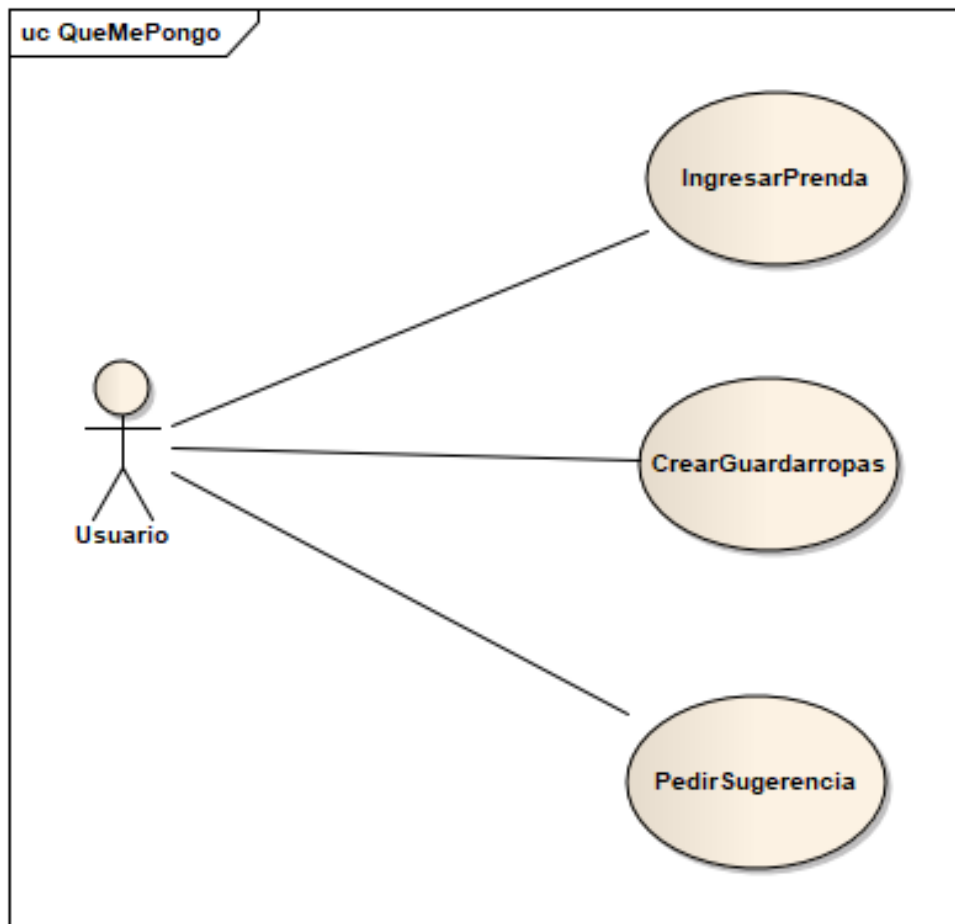 uc QueMePongo
IngresarPrenda
CrearGuardarropas
Usuario
PedirSugerencia